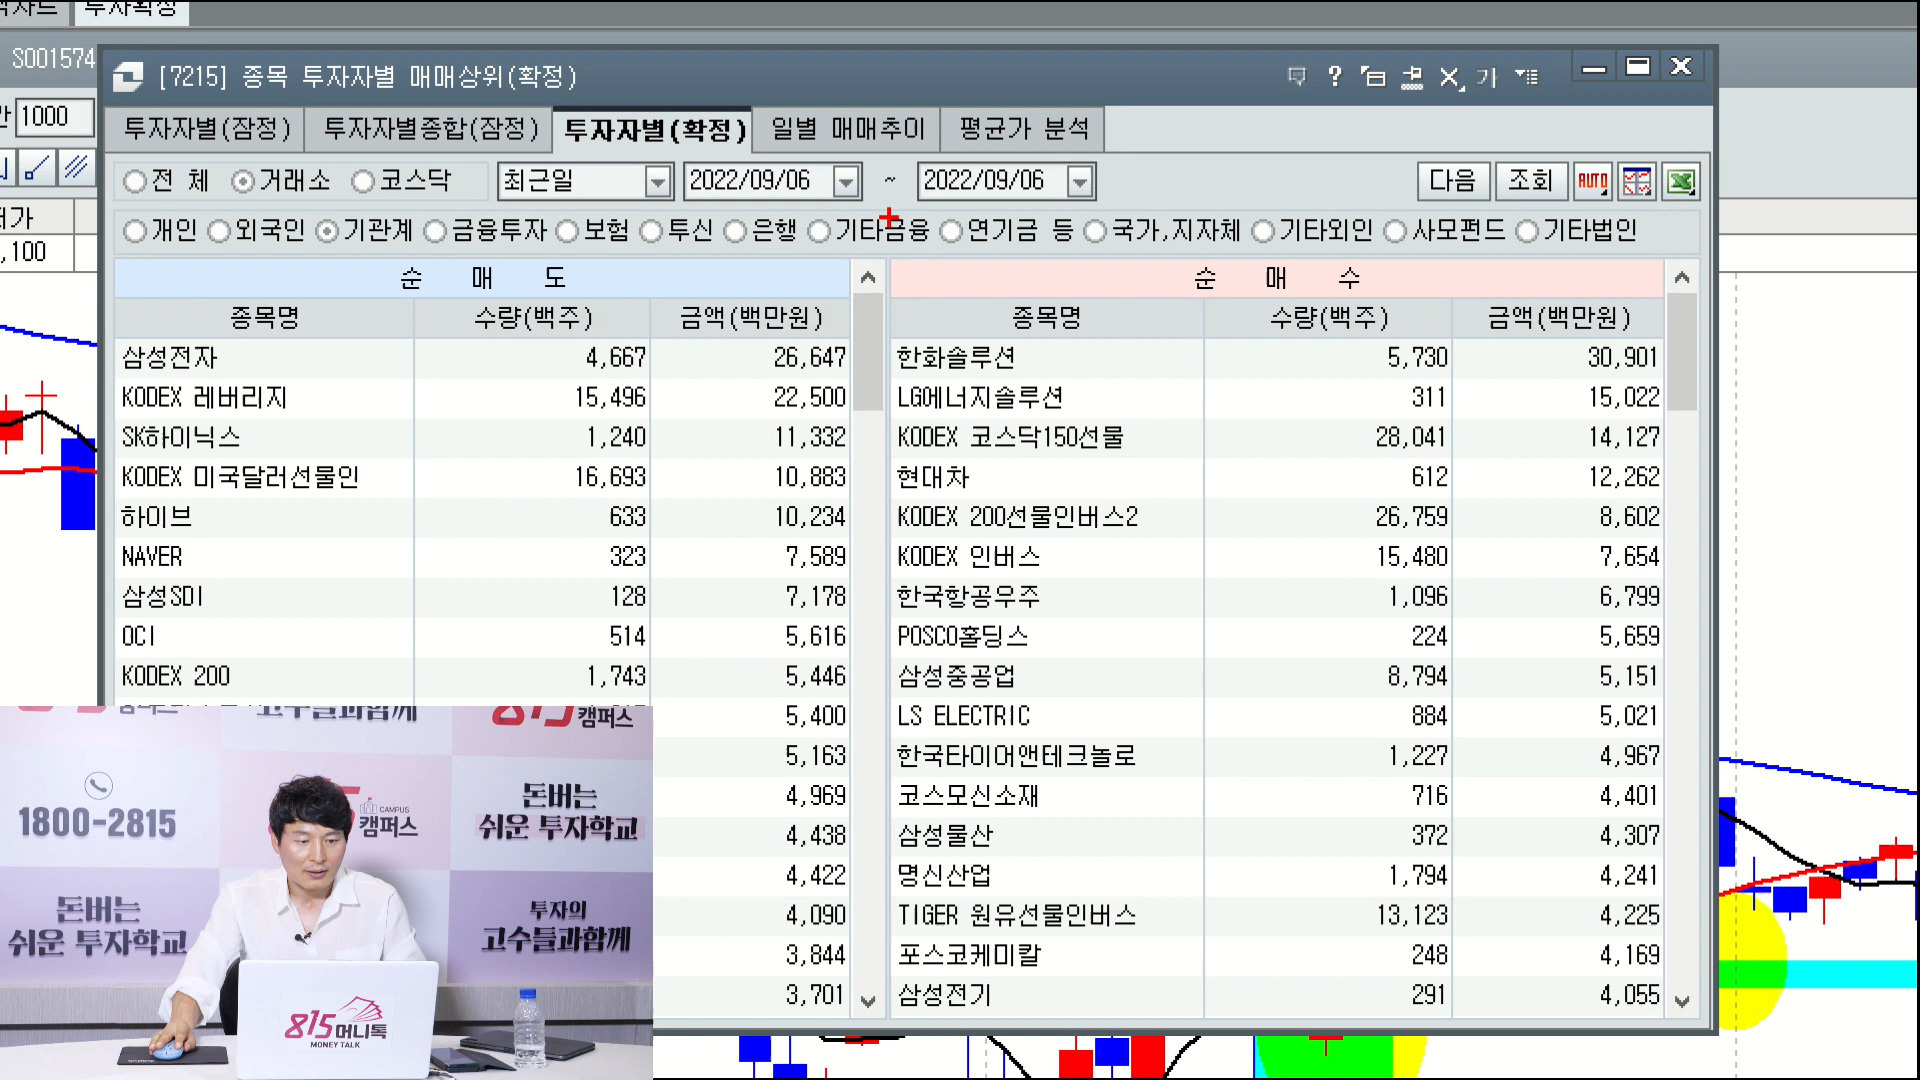 투자확정
S001574
1000
,100
[7215] 종목 투자자별 매매상위(확정)
? 가
투자자별(잠정) 투자자별종합(잠정) 투자자별(확정) 일별 매매추이 평균가 분석
전 체 거래소 코스닥 최근일 2022/09/06 ~ 2022/09/06 다음 조회 AUTO
개인 외국인 기관계 금융투자 보험 투신 은행 기타금융 연기금 등 국가,지자체 기타외인 사모펀드 기타법인
순 매 도 순 매 수
종목명 수량(백주) 금액(백만원) 종목명 수량(백주) 금액(백만원)
삼성전자 4,667 26,647 한화솔루션 5,730 30,901
KODEX 레버리지 15,496 22,500 LG에너지솔루션 311 15,022
SK하이닉스 1,240 11,332 KODEX 코스닥150선물 28,041 14,127
KODEX 미국달러선물인 16,693 10,883 현대차 612 12,262
하이브 633 10,234 KODEX 200선물인버스2 26,759 8,602
NAVER 323 7,589 KODEX 인버스 15,480 7,654
삼성SDI 128 7,178 한국항공우주 1,096 6,799
OCI 514 5,616 POSCO홀딩스 224 5,659
KODEX 200 1,743 5,446 삼성중공업 8,794 5,151
5,400 LS ELECTRIC 884 5,021
5,163 한국타이어앤테크놀로 1,227 4,967
4,969 코스모신소재 716 4,401
4,438 삼성물산 372 4,307
4,422 명신산업 1,794 4,241
4,090 TIGER 원유선물인버스 13,123 4,225
3,844 포스코케미칼 248 4,169
3,701 삼성전기 291 4,055
815 캠퍼스
1800-2815
CAMPUS
캠퍼스
돈버는
쉬운 투자학교
돈버는
쉬운 투자학교
투자의
고수들과함께
815머니톡
MONEY TALK